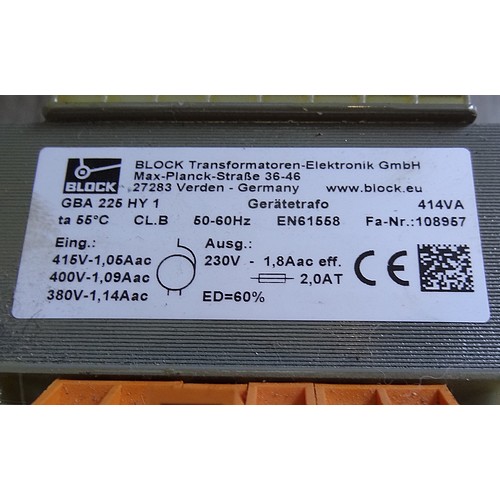 BLOCK
BLOCK Transformatoren-Elektronik GmbH
Max-Planck-Straße 36-46
27283 Verden - Germany www.block.eu
GBA 225 HY 1 Gerätetrafo 414VA
ta 55°C CL.B 50-60Hz EN61558 Fa-Nr.:108957
Eing.: Ausg.:
415V-1,05Aac 230V - 1,8Aac eff.
400V-1,09Aac 2,0AT
380V-1,14Aac ED=60%
CE